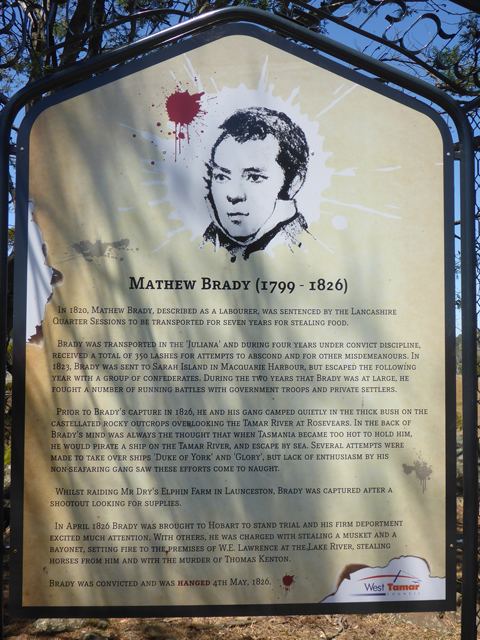 Mathew Brady (1799 - 1826)
In 1820, Mathew Brady, described as a labourer, was sentenced by the Lancashire
Quarter Sessions to be transported for seven years for stealing food.
Brady was transported in the 'Juliana' and during four years under convict discipline,
received a total of 350 lashes for attempts to abscond and for other misdemeanours. In
1823, Brady was sent to Sarah Island in Macquarie Harbour, but escaped the following
year with a group of confederates. During the two years that Brady was at large, he
fought a number of running battles with government troops and private settlers.
Prior to Brady's capture in 1826, he and his gang camped quietly in the thick bush on the
castellated rocky outcrops overlooking the Tamar River at Rosevears. In the back of
Brady's mind was always the thought that when Tasmania became too hot to hold him,
he would pirate a ship on the Tamar River, and escape by sea. Several attempts were
made to take over ships 'Duke of York' and 'Glory', but lack of enthusiasm by his
non-seafaring gang saw these efforts come to naught.
Whilst raiding Mr Dry's Elphin Farm in Launceston, Brady was captured after a
shootout looking for supplies.
In April 1826 Brady was brought to Hobart to stand trial and his firm deportment
excited much attention. With others, he was charged with stealing a musket and a
bayonet, setting fire to the premises of W.E. Lawrence at the Lake River, stealing
horses from him and with the murder of Thomas Kenton.
Brady was convicted and was hanged 4th May, 1826.
West Tamar
COUNCIL